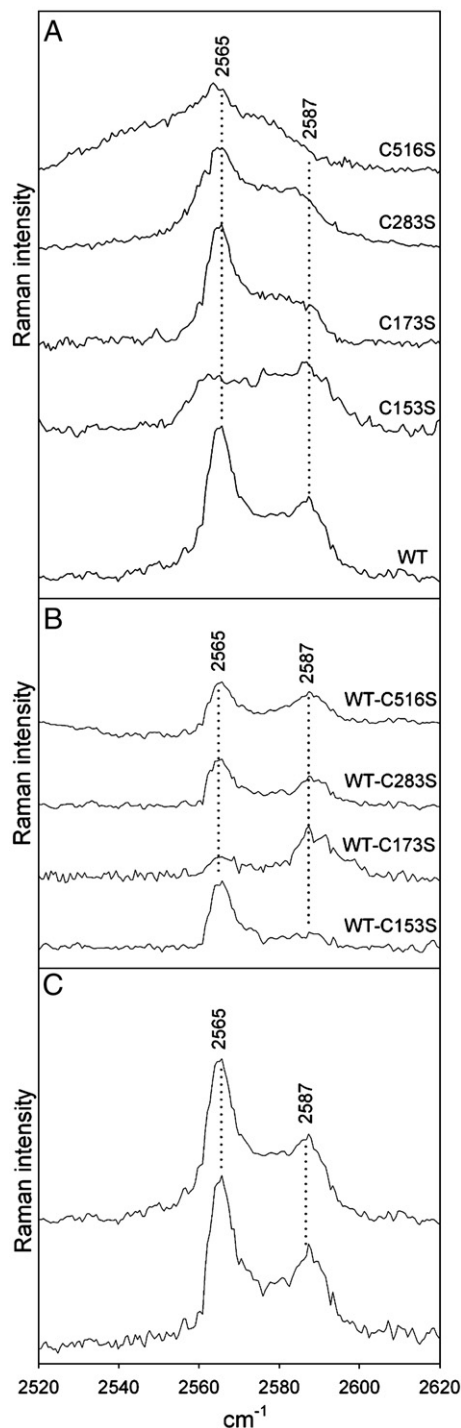 A
2565
2587
C516S
C283S
C173S
C153S
WT
Raman intensity
B
2565
2587
WT-C516S
WT-C283S
WT-C173S
WT-C153S
Raman intensity
C
2565
2587
Raman intensity
2520 2540 2560 2580 2600 2620
cm-1